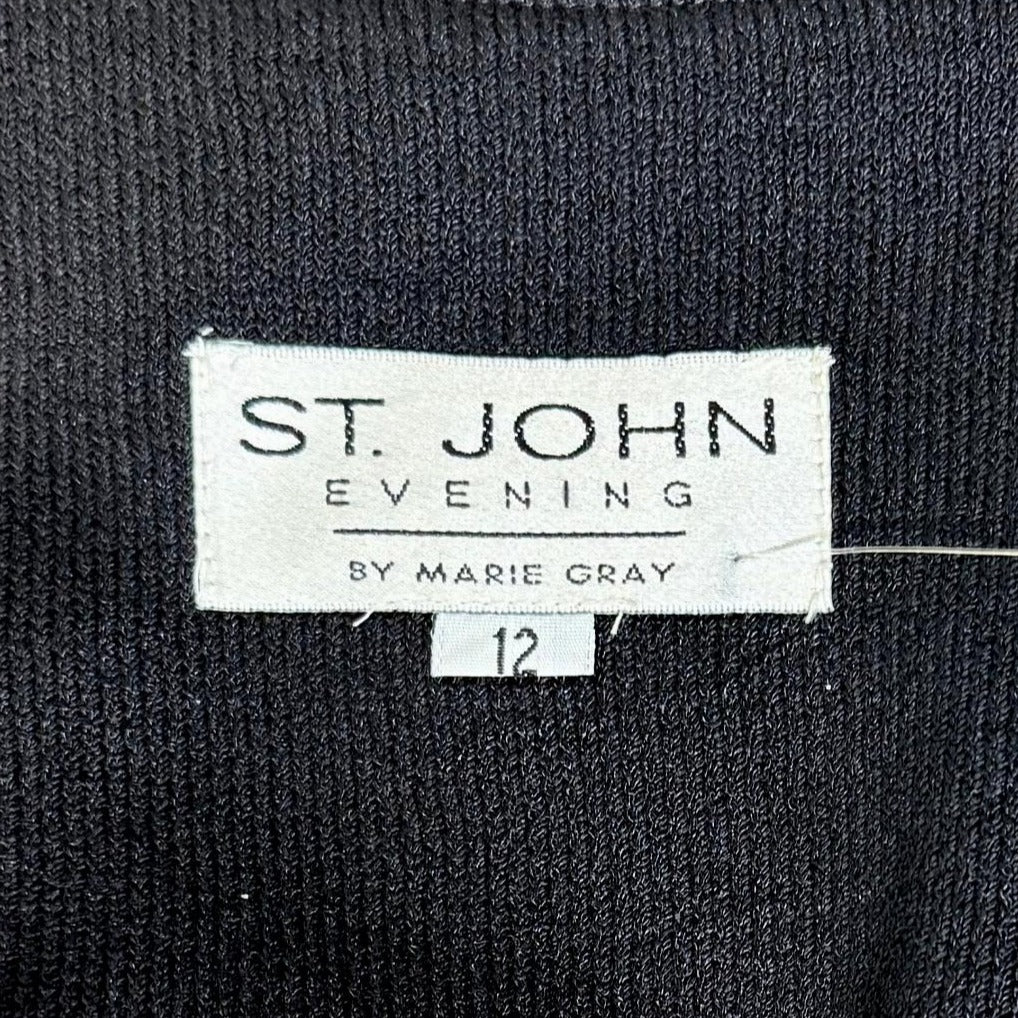 ST. JOHN
EVENING
BY MARIE GRAY
12